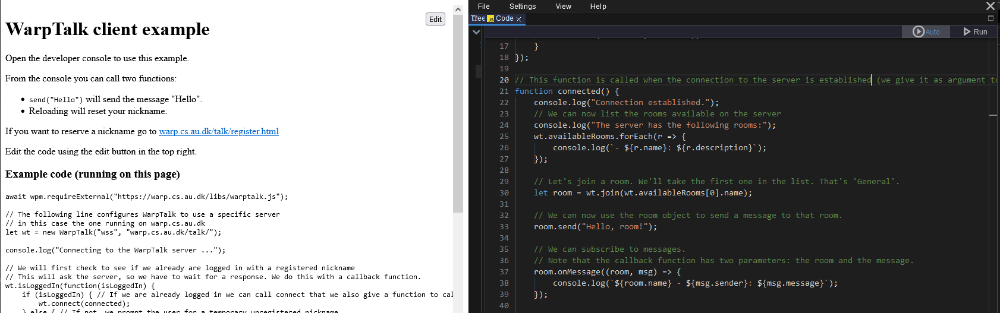 WarpTalk client example
Edit
Open the developer console to use this example.
From the console you can call two functions:
• send("Hello") will send the message "Hello".
• Reloading will reset your nickname.
If you want to reserve a nickname go to warp.cs.au.dk/talk/register.html
Edit the code using the edit button in the top right.
Example code (running on this page)
await wpm.requireExternal("https://warp.cs.au.dk/libs/warptalk.js");
// The following line configures WarpTalk to use a specific server
// in this case the one running on warp.cs.au.dk
let wt = new WarpTalk("wss", "warp.cs.au.dk/talk/");
console.log("Connecting to the WarpTalk server ...");
// We will first check to see if we already are logged in with a registered nickname
// This will ask the server, so we have to wait for a response. We do this with a callback function.
wt.isLoggedIn(function(isLoggedIn) {
    if (isLoggedIn) { // If we are already logged in we can call connect that we also give a function to cal
        wt.connect(connected);
    } else { // If not, we prompt the user for a temporary unregistered nickname
File Settings View Help
Tree JS Code
Auto Run
17     }
18 });
19
20 // This function is called when the connection to the server is established (we give it as argument to
21 function connected() {
22     console.log("Connection established.");
23     // We can now list the rooms available on the server
24     console.log("The server has the following rooms:");
25     wt.availableRooms.forEach(r => {
26         console.log(`- ${r.name}: ${r.description}`);
27     });
28
29     // Let's join a room. We'll take the first one in the list. That's 'General'.
30     let room = wt.join(wt.availableRooms[0].name);
31
32     // We can now use the room object to send a message to that room.
33     room.send("Hello, room!");
34
35     // We can subscribe to messages.
36     // Note that the callback function has two parameters: the room and the message.
37     room.onMessage((room, msg) => {
38         console.log(`${room.name} - ${msg.sender}: ${msg.message}`);
39     });
40